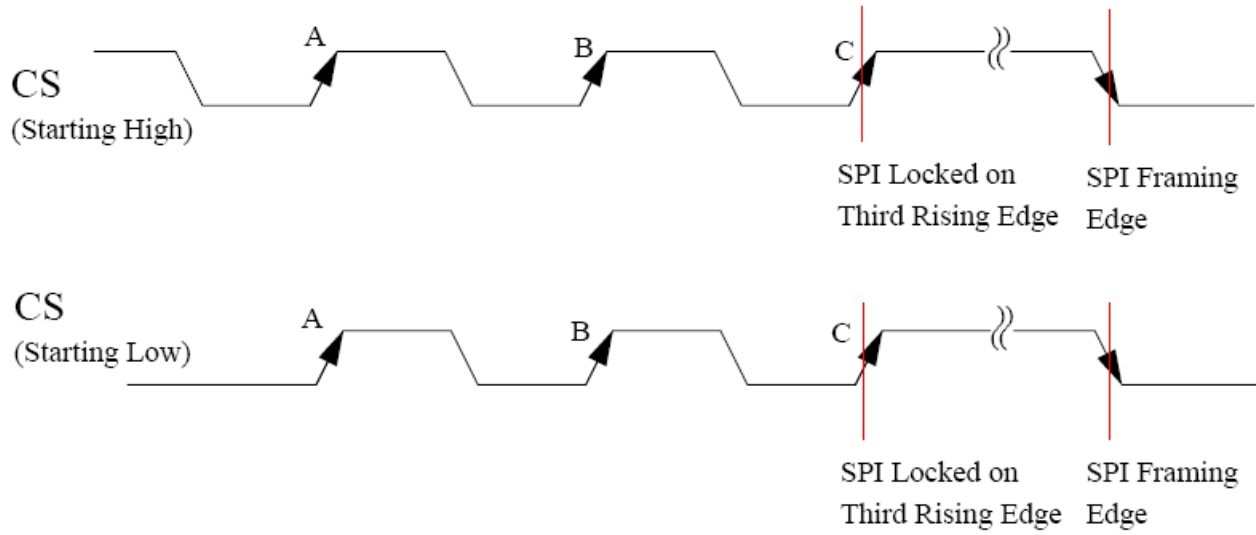 A
B
C
CS
(Starting High)
SPI Locked on
Third Rising Edge
SPI Framing
Edge
CS
(Starting Low)
A
B
C
SPI Locked on
Third Rising Edge
SPI Framing
Edge